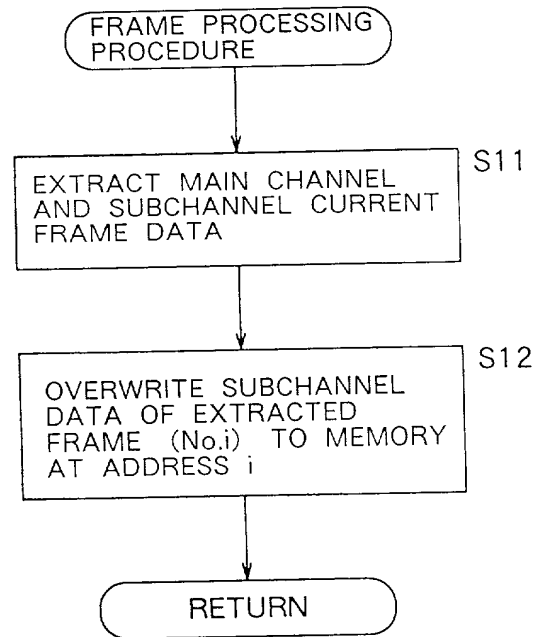 FRAME PROCESSING
PROCEDURE
S11
EXTRACT MAIN CHANNEL
AND SUBCHANNEL CURRENT
FRAME DATA
S12
OVERWRITE SUBCHANNEL
DATA OF EXTRACTED
FRAME (No.i) TO MEMORY
AT ADDRESS i
RETURN